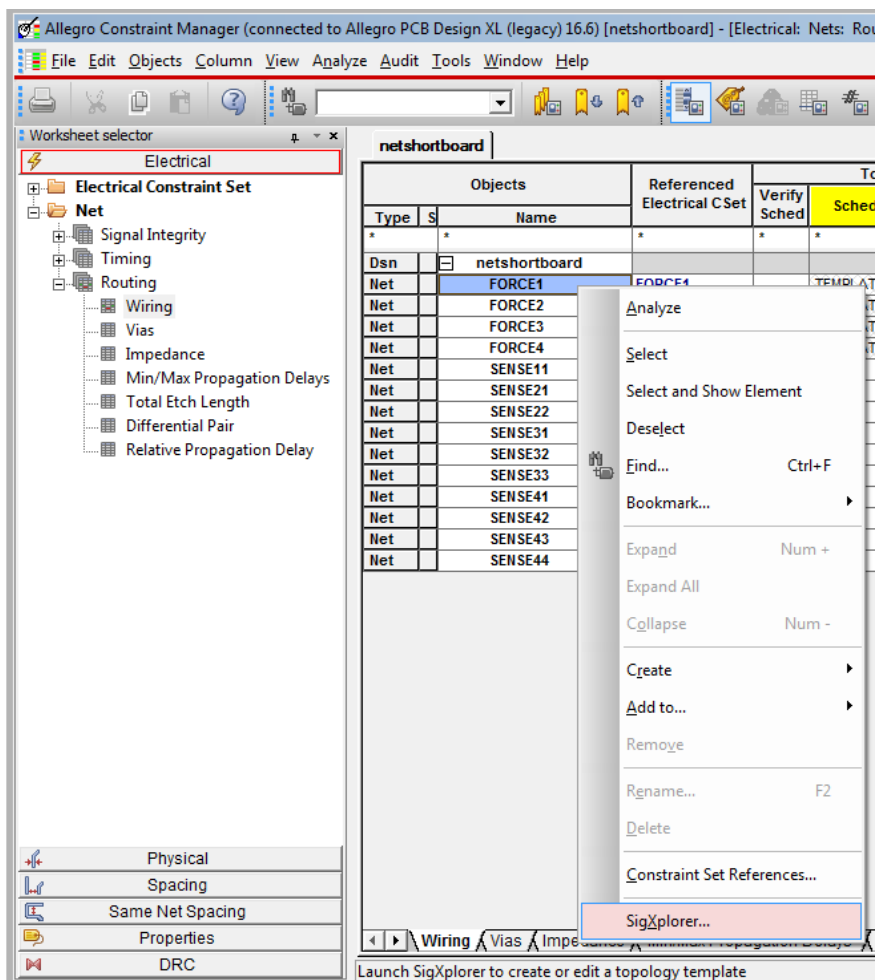 Allegro Constraint Manager (connected to Allegro PCB Design XL (legacy) 16.6) [netshortboard] - [Electrical: Nets: Rou
File Edit Objects Column View Analyze Audit Tools Window Help
Worksheet selector
Electrical
Electrical Constraint Set
Net
Signal Integrity
Timing
Routing
Wiring
Vias
Impedance
Min/Max Propagation Delays
Total Etch Length
Differential Pair
Relative Propagation Delay
Physical
Spacing
Same Net Spacing
Properties
DRC
netshortboard
Objects Referenced Electrical CSet To
Type S Name Verify Sched Sched
* * * * *
Dsn netshortboard
Net FORCE1 FORCE1 TEMPLAT
Net FORCE2
Net FORCE3
Net FORCE4
Net SENSE11
Net SENSE21
Net SENSE22
Net SENSE31
Net SENSE32
Net SENSE33
Net SENSE41
Net SENSE42
Net SENSE43
Net SENSE44
Analyze
Select
Select and Show Element
Deselect
Find... Ctrl+F
Bookmark...
Expand Num +
Expand All
Collapse Num -
Create
Add to...
Remove
Rename... F2
Delete
Constraint Set References...
SigXplorer...
Wiring Vias Impedance
Launch SigXplorer to create or edit a topology template